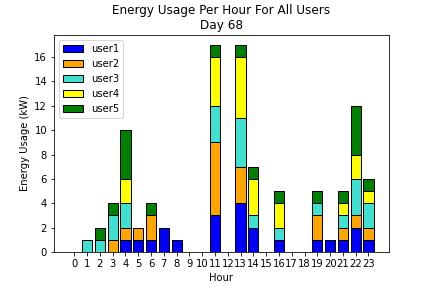 Energy Usage Per Hour For All Users
Day 68
user1
user2
user3
user4
user5
Energy Usage (kW)
16
14
12
10
8
6
4
2
0
0 1 2 3 4 5 6 7 8 9 10 11 12 13 14 15 16 17 18 19 20 21 22 23
Hour